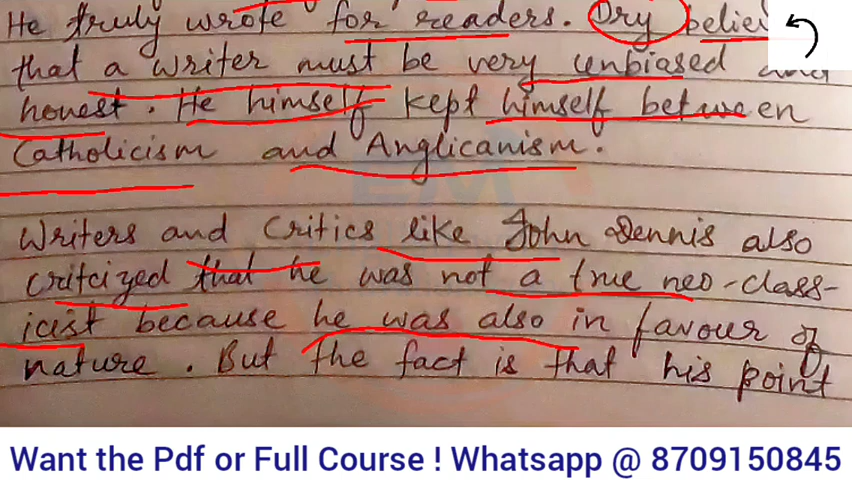 He truly wrote for readers. Dry
that a writer must be very unbiased and
honest. He himself kept himself between
Catholicism and Anglicanism.
Writers and Critics like John Dennis also
critcized that he was not a true neo-class-
icist because he was also in favour of
nature. But the fact is that his point
Want the Pdf or Full Course ! Whatsapp @ 8709150845